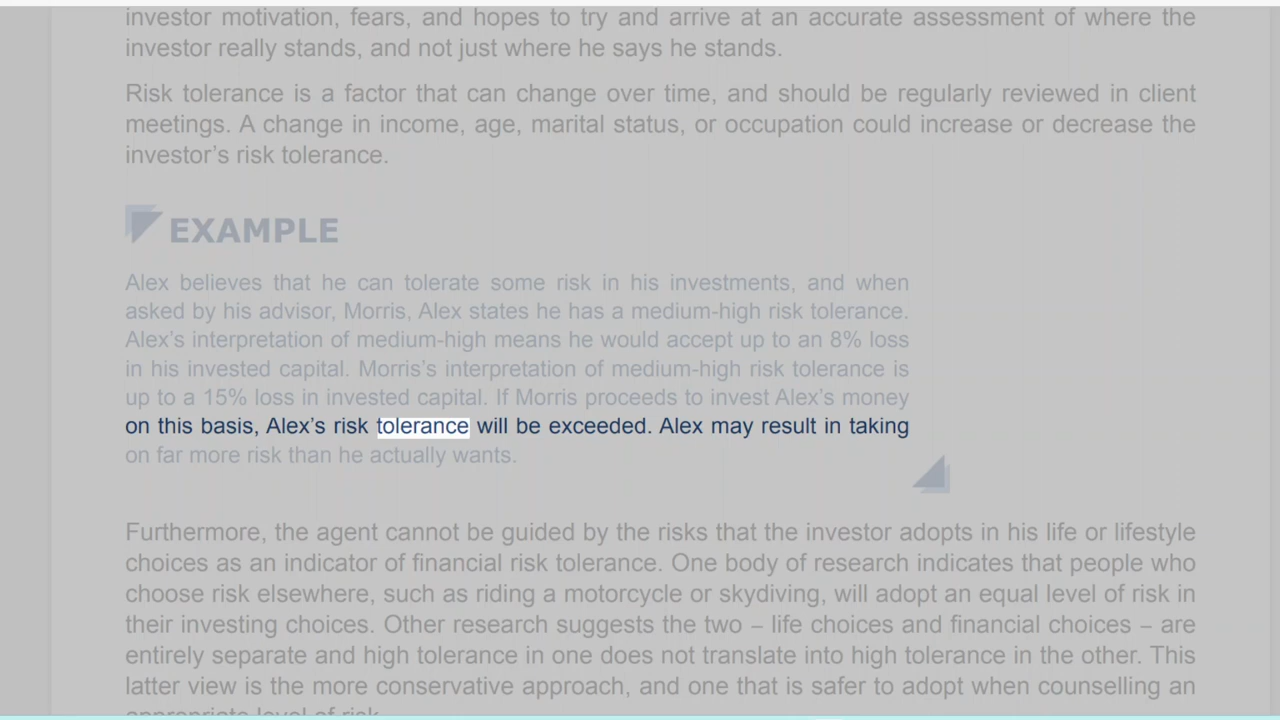 investor motivation, fears, and hopes to try and arrive at an accurate assessment of where the
investor really stands, and not just where he says he stands.
Risk tolerance is a factor that can change over time, and should be regularly reviewed in client
meetings. A change in income, age, marital status, or occupation could increase or decrease the
investor’s risk tolerance.
EXAMPLE
Alex believes that he can tolerate some risk in his investments, and when
asked by his advisor, Morris, Alex states he has a medium-high risk tolerance.
Alex’s interpretation of medium-high means he would accept up to an 8% loss
in his invested capital. Morris’s interpretation of medium-high risk tolerance is
up to a 15% loss in invested capital. If Morris proceeds to invest Alex’s money
on this basis, Alex’s risk tolerance will be exceeded. Alex may result in taking
on far more risk than he actually wants.
Furthermore, the agent cannot be guided by the risks that the investor adopts in his life or lifestyle
choices as an indicator of financial risk tolerance. One body of research indicates that people who
choose risk elsewhere, such as riding a motorcycle or skydiving, will adopt an equal level of risk in
their investing choices. Other research suggests the two – life choices and financial choices – are
entirely separate and high tolerance in one does not translate into high tolerance in the other. This
latter view is the more conservative approach, and one that is safer to adopt when counselling an
appropriate level of risk.